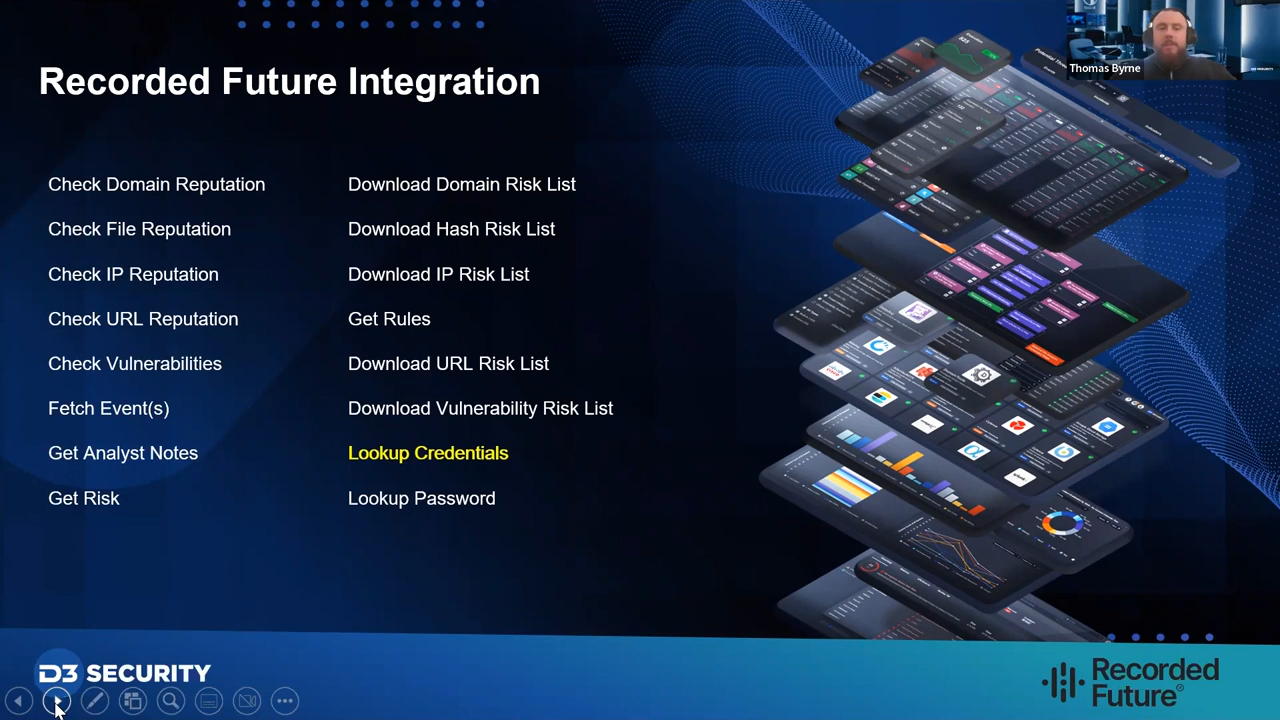 Recorded Future Integration
Thomas Byrne
Check Domain Reputation
Check File Reputation
Check IP Reputation
Check URL Reputation
Check Vulnerabilities
Fetch Event(s)
Get Analyst Notes
Get Risk
Download Domain Risk List
Download Hash Risk List
Download IP Risk List
Get Rules
Download URL Risk List
Download Vulnerability Risk List
Lookup Credentials
Lookup Password
D3 SECURITY
Recorded
Future®